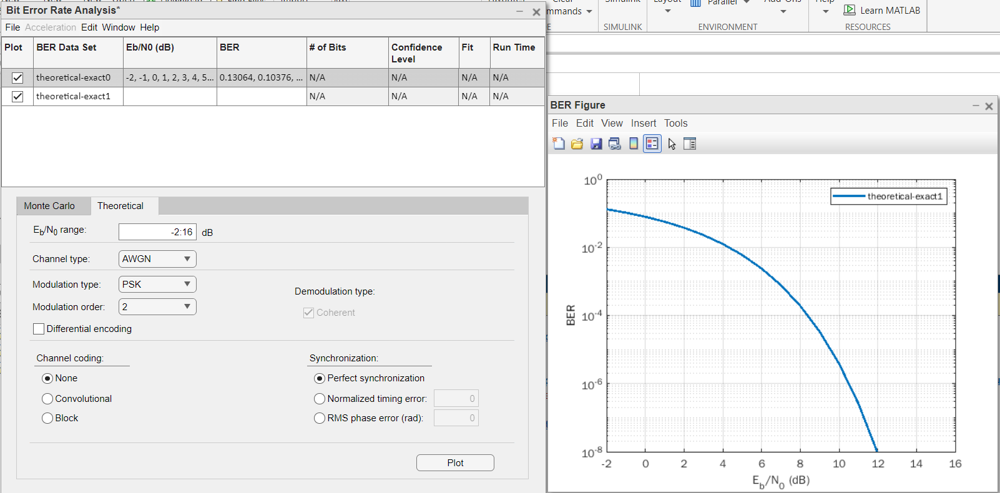 Bit Error Rate Analysis*
File Acceleration Edit Window Help
Plot BER Data Set Eb/N0 (dB) BER # of Bits Confidence Level Fit Run Time
theoretical-exact0 -2, -1, 0, 1, 2, 3, 4, 5... 0.13064, 0.10376, ... N/A N/A N/A N/A
theoretical-exact1 N/A N/A N/A N/A
Monte Carlo Theoretical
Eb/N0 range: -2:16 dB
Channel type: AWGN
Modulation type: PSK
Demodulation type:
Modulation order: 2
Coherent
Differential encoding
Channel coding: Synchronization:
None Perfect synchronization
Convolutional Normalized timing error: 0
Block RMS phase error (rad): 0
Plot
Clear
Parallel
Learn MATLAB
SIMULINK ENVIRONMENT RESOURCES
BER Figure
File Edit View Insert Tools
theoretical-exact1
10^0
10^-2
10^-4
10^-6
10^-8
BER
-2 0 2 4 6 8 10 12 14 16
Eb/N0 (dB)